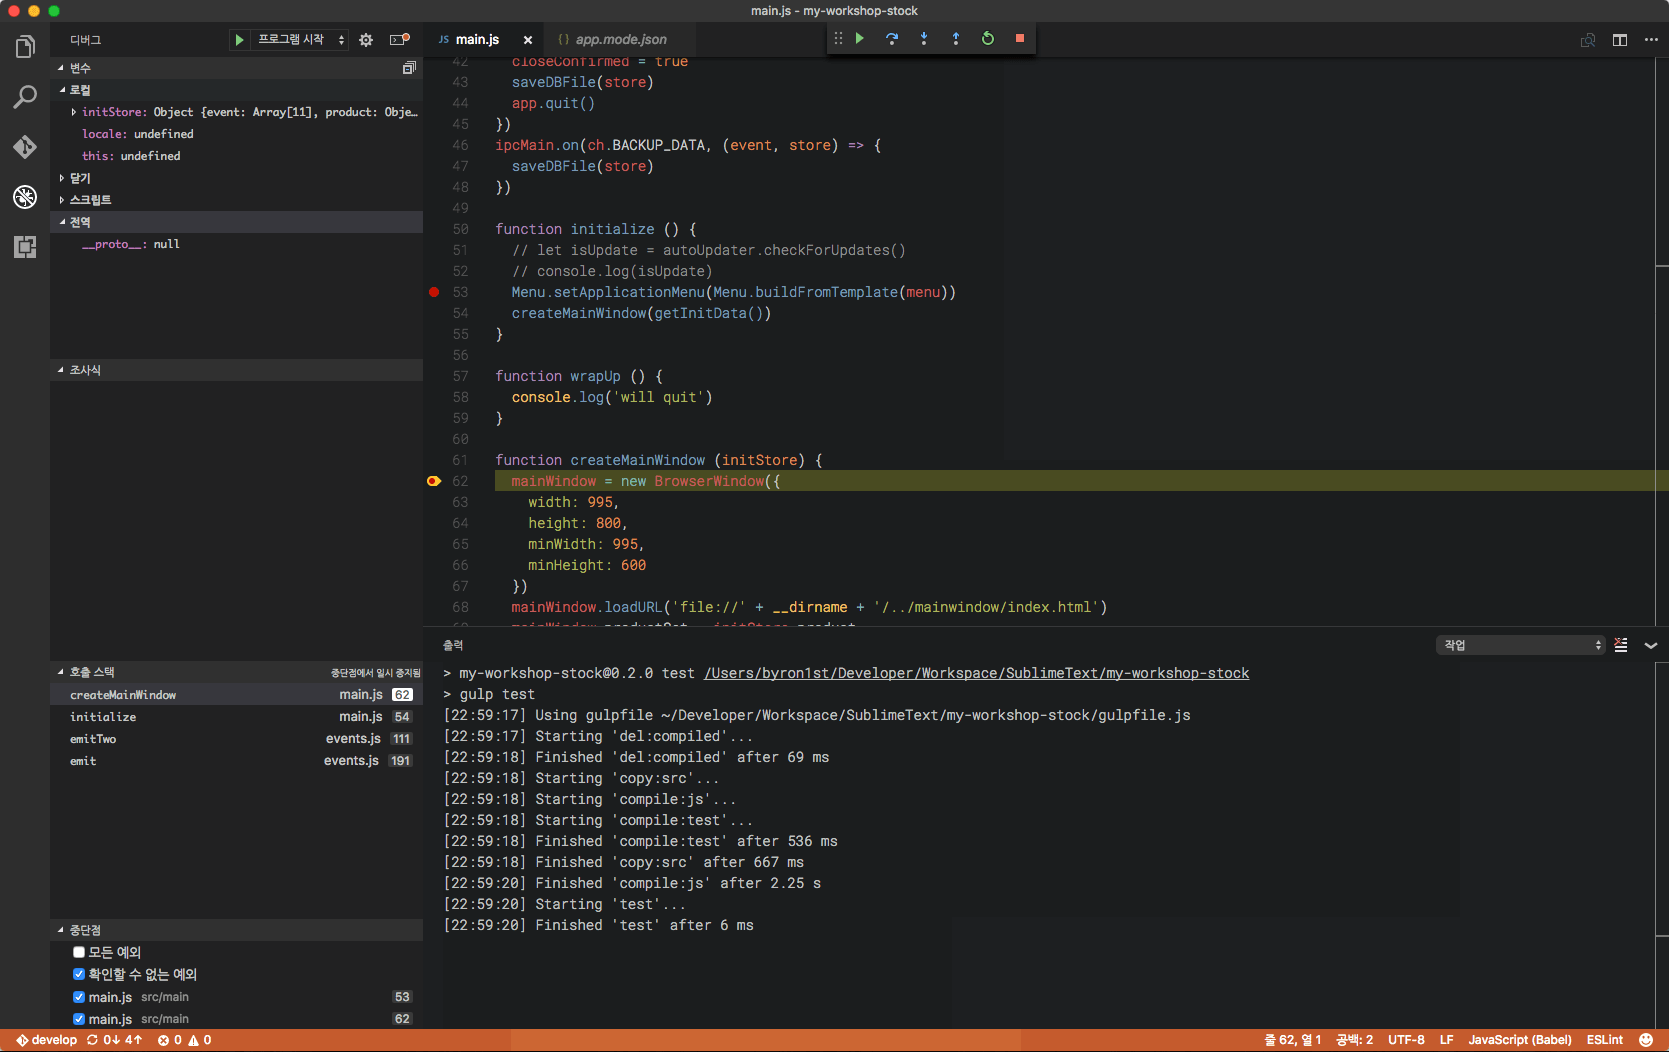 main.js - my-workshop-stock
디버그
프로그램 시작
변수
로컬
initStore: Object {event: Array[11], product: Obje…
locale: undefined
this: undefined
닫기
스크립트
전역
__proto__: null
조사식
호출 스택 중단점에서 일시 중지됨
createMainWindow main.js 62
initialize main.js 54
emitTwo events.js 111
emit events.js 191
중단점
모든 예외
확인할 수 없는 예외
main.js src/main 53
main.js src/main 62
JS main.js
{} app.mode.json
42 closeConfirmed = true
43 saveDBFile(store)
44 app.quit()
45 })
46 ipcMain.on(ch.BACKUP_DATA, (event, store) => {
47 saveDBFile(store)
48 })
49
50 function initialize () {
51 // let isUpdate = autoUpdater.checkForUpdates()
52 // console.log(isUpdate)
53 Menu.setApplicationMenu(Menu.buildFromTemplate(menu))
54 createMainWindow(getInitData())
55 }
56
57 function wrapUp () {
58 console.log('will quit')
59 }
60
61 function createMainWindow (initStore) {
62 mainWindow = new BrowserWindow({
63 width: 995,
64 height: 800,
65 minWidth: 995,
66 minHeight: 600
67 })
68 mainWindow.loadURL('file://' + __dirname + '/../mainwindow/index.html')
출력
작업
> my-workshop-stock@0.2.0 test /Users/byron1st/Developer/Workspace/SublimeText/my-workshop-stock
> gulp test
[22:59:17] Using gulpfile ~/Developer/Workspace/SublimeText/my-workshop-stock/gulpfile.js
[22:59:17] Starting 'del:compiled'...
[22:59:18] Finished 'del:compiled' after 69 ms
[22:59:18] Starting 'copy:src'...
[22:59:18] Starting 'compile:js'...
[22:59:18] Starting 'compile:test'...
[22:59:18] Finished 'compile:test' after 536 ms
[22:59:18] Finished 'copy:src' after 667 ms
[22:59:20] Finished 'compile:js' after 2.25 s
[22:59:20] Starting 'test'...
[22:59:20] Finished 'test' after 6 ms
develop 0↓ 4↑ 0 0
줄 62, 열 1 공백: 2 UTF-8 LF JavaScript (Babel) ESLint